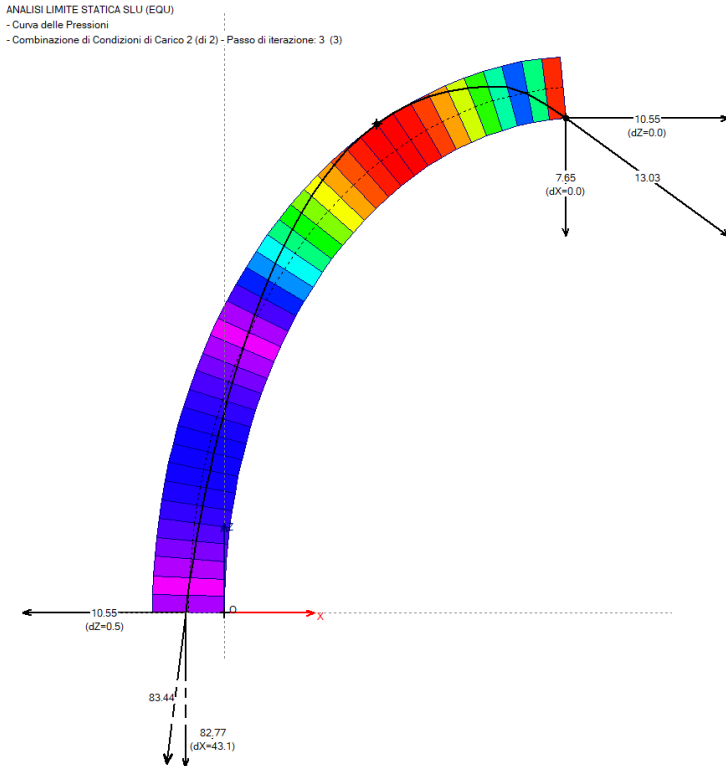 ANALISI LIMITE STATICA SLU (EQU)
- Curva delle Pressioni
- Combinazione di Condizioni di Carico 2 (di 2) - Passo di iterazione: 3 (3)
10.55
(dZ=0.0)
7.65
(dX=0.0)
13.03
Z
O
X
10.55
(dZ=0.5)
83.44
82.77
(dX=43.1)